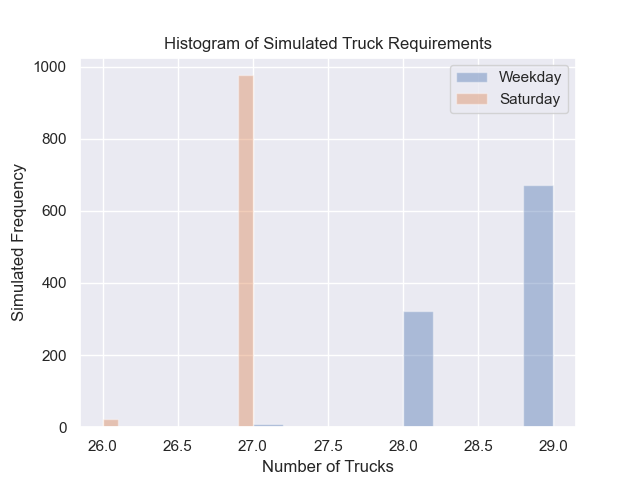 Histogram of Simulated Truck Requirements
Weekday
Saturday
1000
800
600
400
200
0
Simulated Frequency
26.0 26.5 27.0 27.5 28.0 28.5 29.0
Number of Trucks